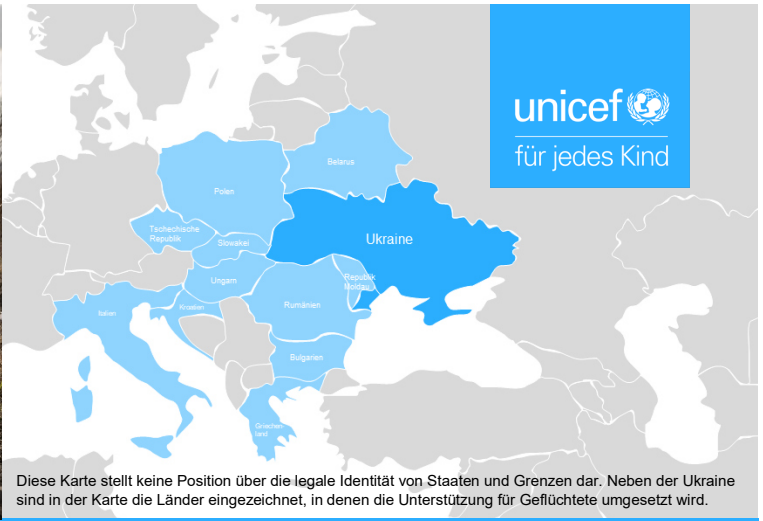 unicef
für jedes Kind
Belarus
Polen
Tschechische
Republik
Slowakei
Ukraine
Ungarn
Republik
Moldau
Italien
Kroatien
Rumänien
Bulgarien
Griechen-
land
Diese Karte stellt keine Position über die legale Identität von Staaten und Grenzen dar. Neben der Ukraine
sind in der Karte die Länder eingezeichnet, in denen die Unterstützung für Geflüchtete umgesetzt wird.